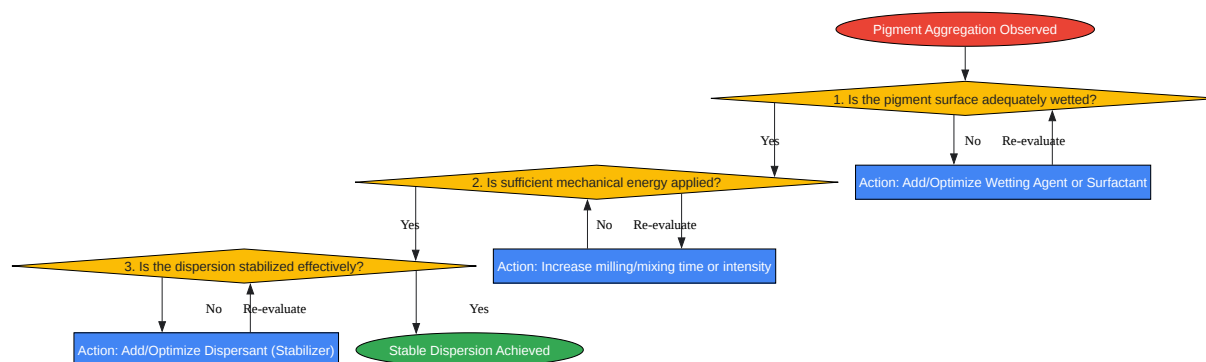 Pigment Aggregation Observed
1. Is the pigment surface adequately wetted?
Yes
No
Re-evaluate
2. Is sufficient mechanical energy applied?
Action: Add/Optimize Wetting Agent or Surfactant
Yes
No
Re-evaluate
3. Is the dispersion stabilized effectively?
Action: Increase milling/mixing time or intensity
No
Re-evaluate
Yes
Action: Add/Optimize Dispersant (Stabilizer)
Stable Dispersion Achieved